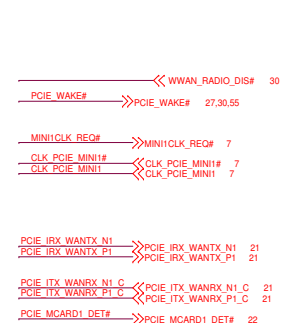 WWAN_RADIO_DIS# 30
PCIE_WAKE# PCIE_WAKE# 27,30,55
MINI1CLK_REQ# MINI1CLK_REQ# 7
CLK_PCIE_MINI1# CLK_PCIE_MINI1# 7
CLK_PCIE_MINI1 CLK_PCIE_MINI1 7
PCIE_IRX_WANTX_N1 PCIE_IRX_WANTX_N1 21
PCIE_IRX_WANTX_P1 PCIE_IRX_WANTX_P1 21
PCIE_ITX_WANRX_N1_C PCIE_ITX_WANRX_N1_C 21
PCIE_ITX_WANRX_P1_C PCIE_ITX_WANRX_P1_C 21
PCIE_MCARD1_DET# PCIE_MCARD1_DET# 22